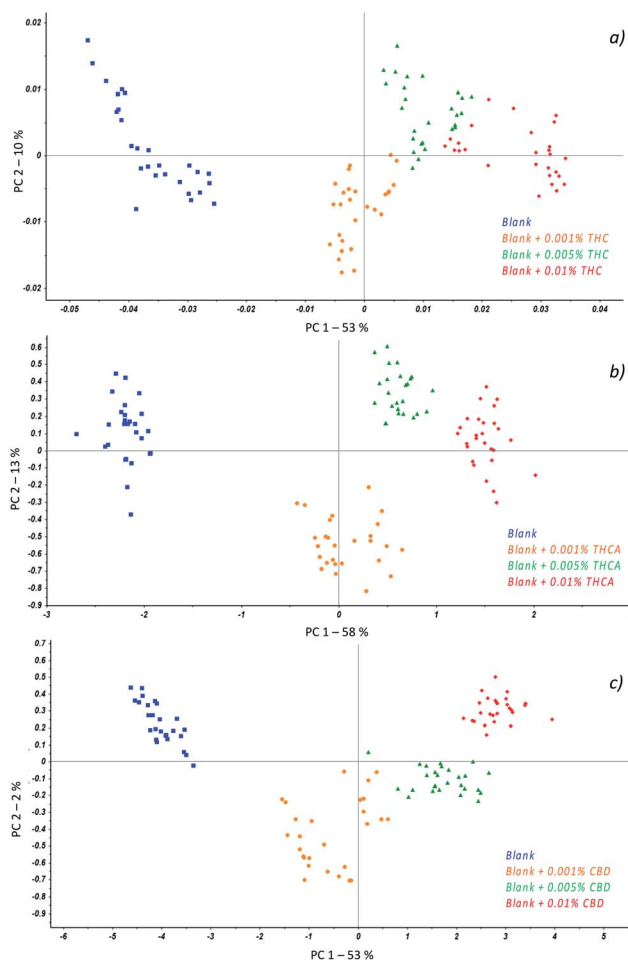 a)
0.02
0.01
0
-0.01
-0.02
PC 2 – 10 %
Blank
Blank + 0.001% THC
Blank + 0.005% THC
Blank + 0.01% THC
-0.05 -0.04 -0.03 -0.02 -0.01 0 0.01 0.02 0.01 0.02 0.03 0.04
PC 1 – 53 %
b)
0.6
0.5
0.4
0.3
0.2
0.1
0
-0.1
-0.2
-0.3
-0.4
-0.5
-0.6
-0.7
-0.8
-0.9
PC 2 – 13 %
Blank
Blank + 0.001% THCA
Blank + 0.005% THCA
Blank + 0.01% THCA
-3 -2 -1 0 1 2
PC 1 – 58 %
c)
0.7
0.6
0.5
0.4
0.3
0.2
0.1
0
-0.1
-0.2
-0.3
-0.4
-0.5
-0.6
-0.7
-0.8
-0.9
PC 2 – 2 %
Blank
Blank + 0.001% CBD
Blank + 0.005% CBD
Blank + 0.01% CBD
-6 -5 -4 -3 -2 -1 0 1 2 3 4 5
PC 1 – 53 %